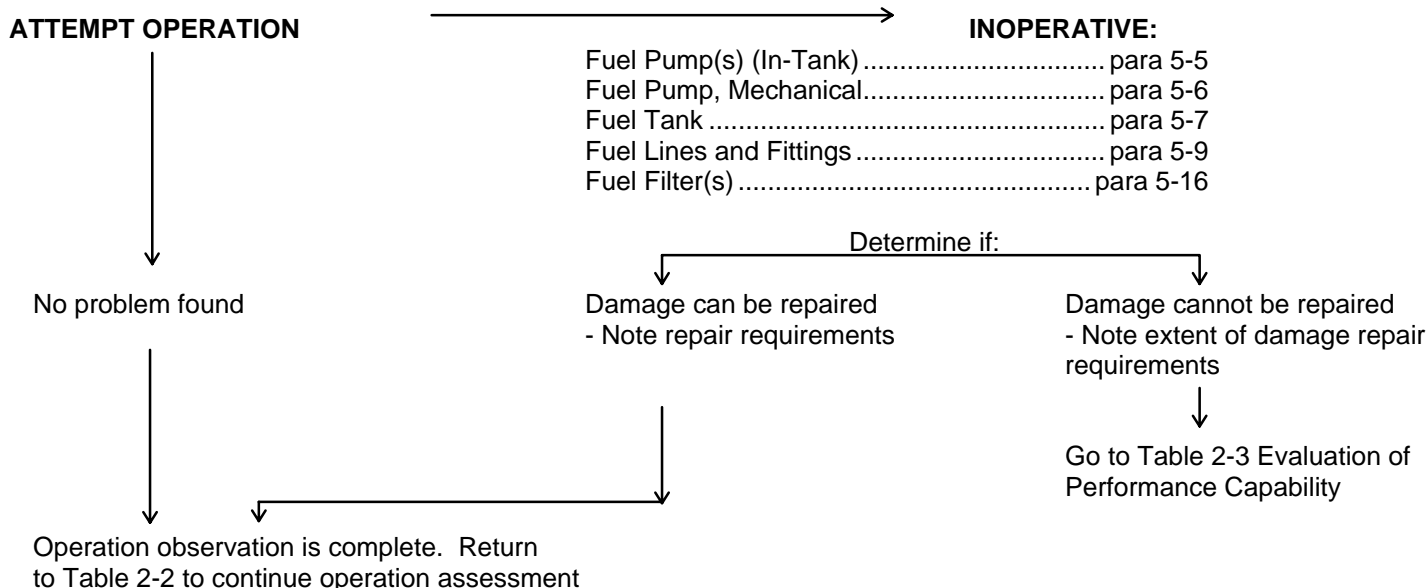 ATTEMPT OPERATION
INOPERATIVE:
Fuel Pump(s) (In-Tank) ................................. para 5-5
Fuel Pump, Mechanical................................. para 5-6
Fuel Tank ...................................................... para 5-7
Fuel Lines and Fittings .................................. para 5-9
Fuel Filter(s) ................................................ para 5-16
Determine if:
No problem found
Damage can be repaired
- Note repair requirements
Damage cannot be repaired
- Note extent of damage repair
requirements
Go to Table 2-3 Evaluation of
Performance Capability
Operation observation is complete. Return
to Table 2-2 to continue operation assessment